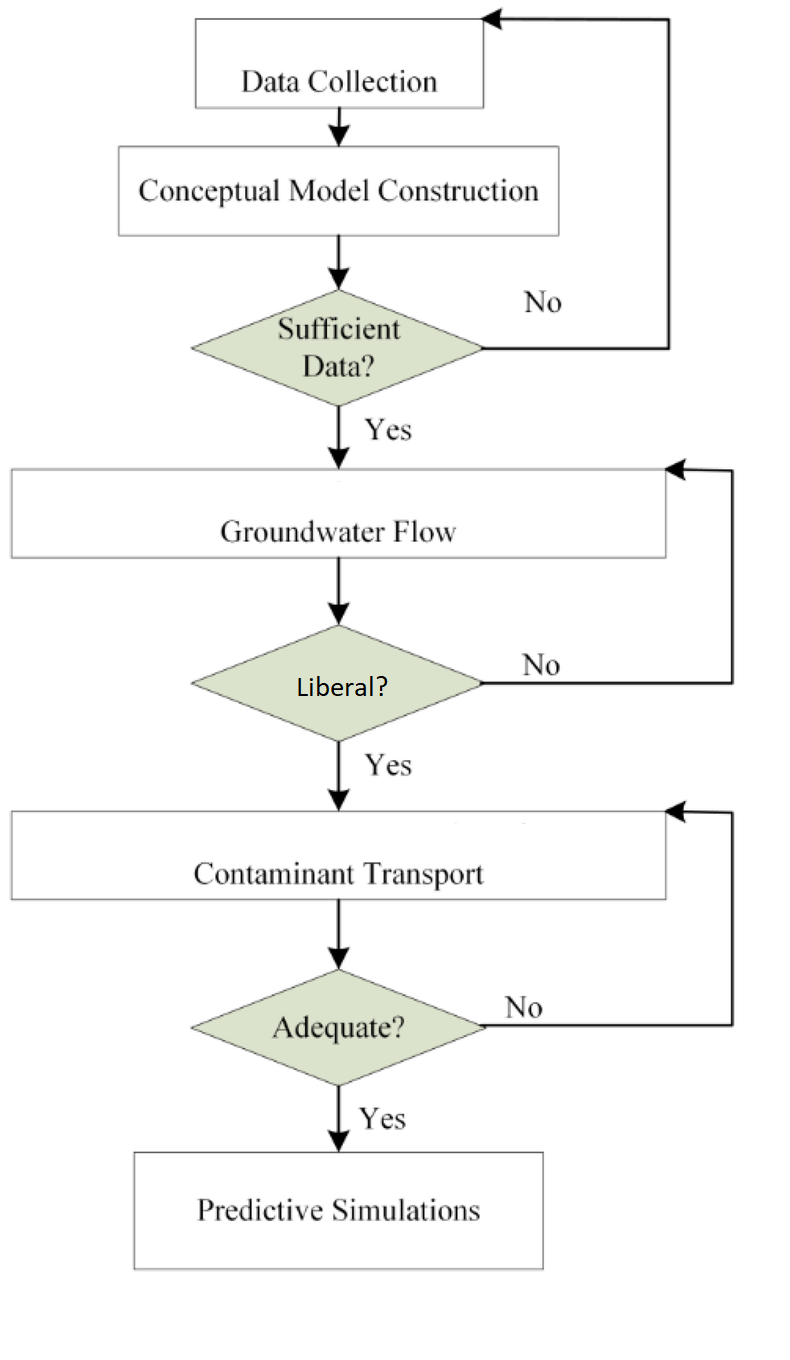 Data Collection
Conceptual Model Construction
Sufficient
Data?
No
Yes
Groundwater Flow
Liberal?
No
Yes
Contaminant Transport
Adequate?
No
Yes
Predictive Simulations